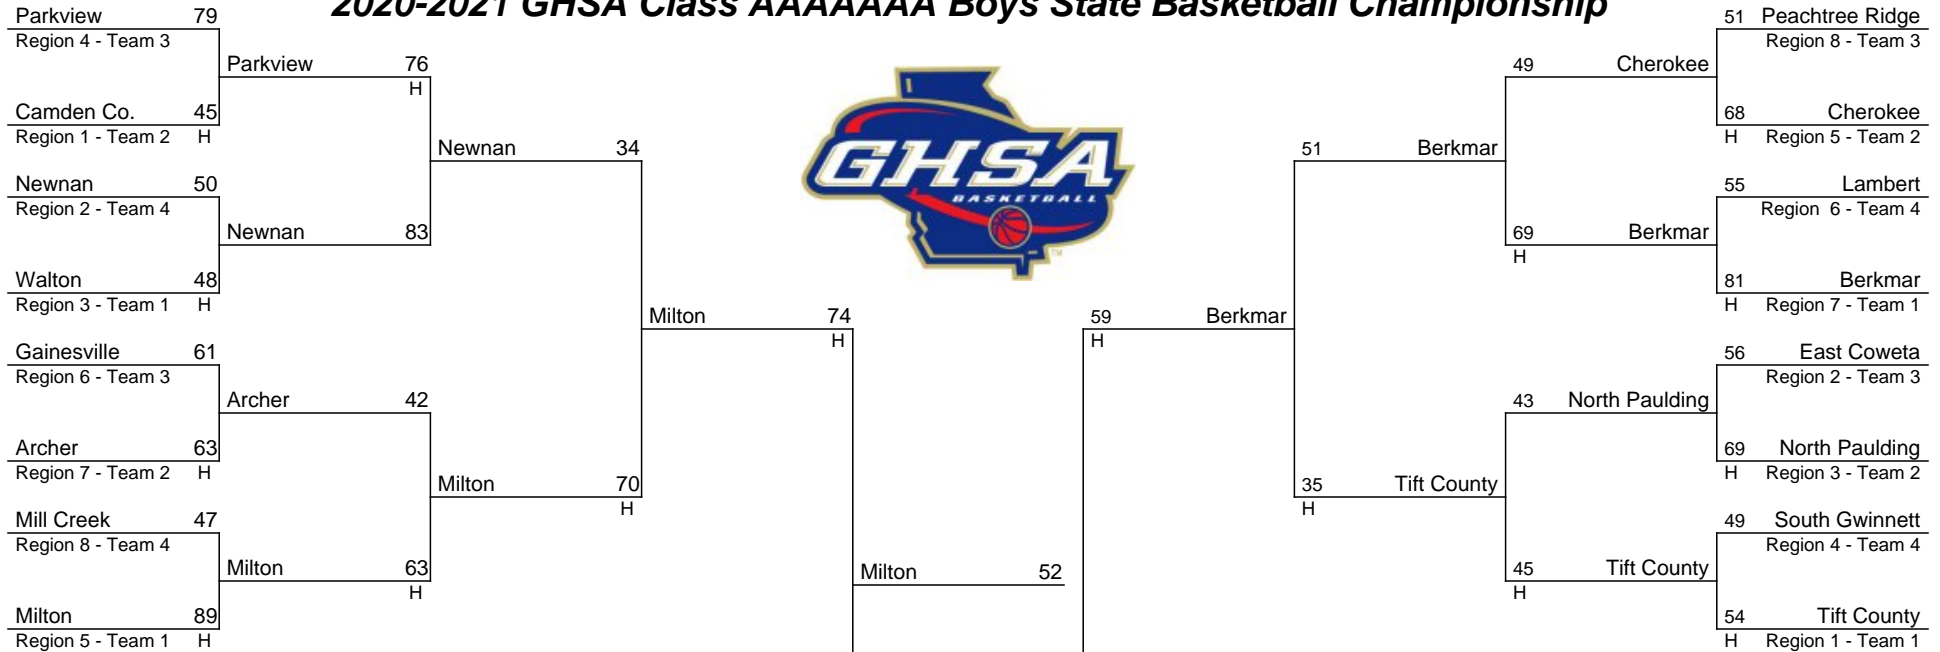 2020-2021 GHSA Class AAAAAAA Boys State Basketball Championship
Parkview 79
Region 4 - Team 3
Parkview 76
H
Camden Co. 45
Region 1 - Team 2 H
Newnan 34
Newnan 50
Region 2 - Team 4
Newnan 83
Walton 48
Region 3 - Team 1 H
Milton 74
H
Gainesville 61
Region 6 - Team 3
Archer 42
Archer 63
Region 7 - Team 2 H
Milton 70
H
Mill Creek 47
Region 8 - Team 4
Milton 63
H
Milton 89
Region 5 - Team 1 H
Milton 52
GHSA
BASKETBALL
TM
51 Peachtree Ridge
Region 8 - Team 3
49 Cherokee
68 Cherokee
H Region 5 - Team 2
51 Berkmar
55 Lambert
Region 6 - Team 4
69 Berkmar
H
81 Berkmar
H Region 7 - Team 1
59 Berkmar
H
56 East Coweta
Region 2 - Team 3
43 North Paulding
69 North Paulding
H Region 3 - Team 2
35 Tift County
H
49 South Gwinnett
Region 4 - Team 4
45 Tift County
H
54 Tift County
H Region 1 - Team 1